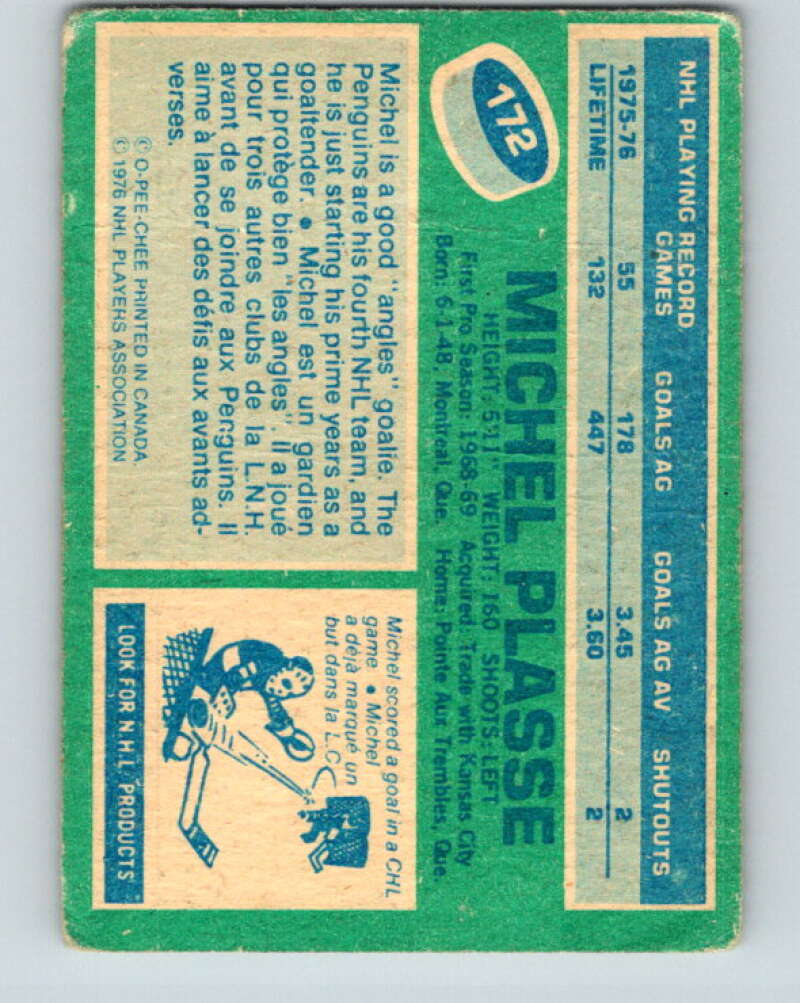 NHL PLAYING RECORD
GAMES GOALS AG GOALS AG AV SHUTOUTS
1975-76 55 178 3.45 2
LIFETIME 132 447 3.60 2
172
MICHEL PLASSE
HEIGHT: 5'11" WEIGHT: 160 SHOOTS: LEFT
First Pro Season: 1968-69 Acquired: Trade with Kansas City
Born: 6-1-48, Montreal, Que. Home: Pointe Aux Trembles, Que.
Michel is a good "angles" goalie. The
Penguins are his fourth NHL team, and
he is just starting his prime years as a
goaltender. • Michel est un gardien
qui protège bien "les angles". Il a joué
pour trois autres clubs de la L.N.H.
avant de se joindre aux Penguins. Il
aime à lancer des défis aux avants ad-
verses.
© O-PEE-CHEE PRINTED IN CANADA.
© 1976 NHL PLAYERS ASSOCIATION
Michel scored a goal in a CHL
game. • Michel
a déjà marqué un
but dans la L.C.
LOOK FOR N.H.L. PRODUCTS